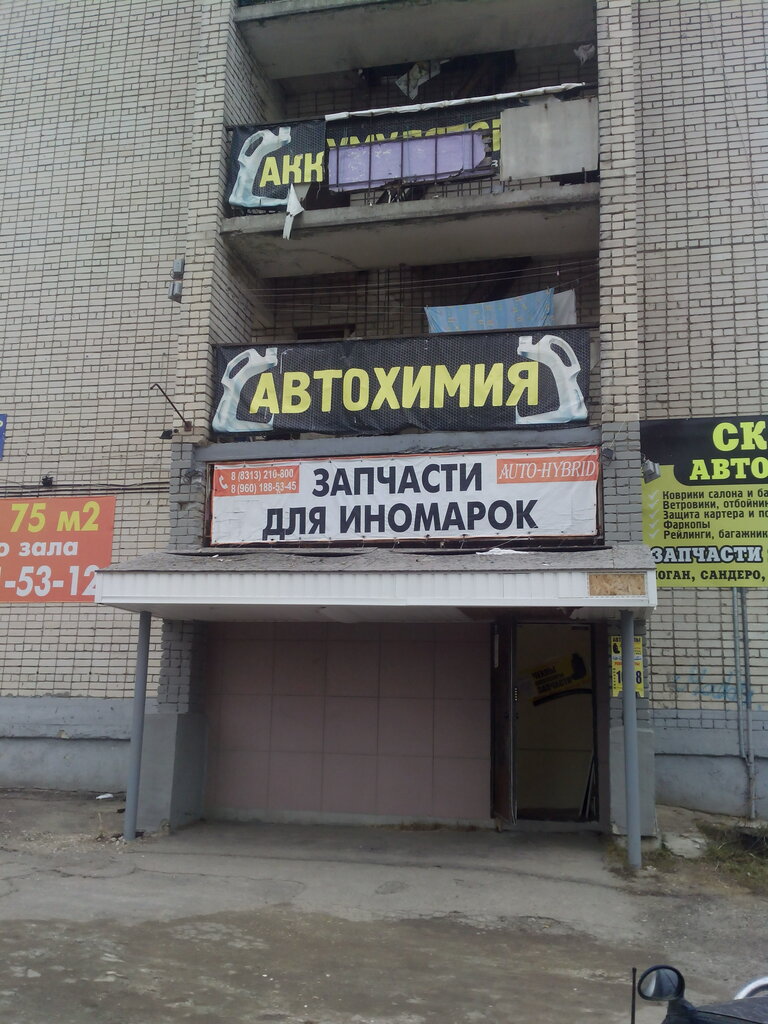 АКК
АВТОХИМИЯ
8 (8313) 210-800
8 (960) 188-53-45
ЗАПЧАСТИ
ДЛЯ ИНОМАРОК
AUTO-HYBRID
75 м2
о зала
-53-12
СК
АВТО
Коврики салона и ба
Ветровики, отбойни
Защита картера и по
Фаркопы
Рейлинги, багажник
ЗАПЧАСТИ
ОГАН, САНДЕРО,